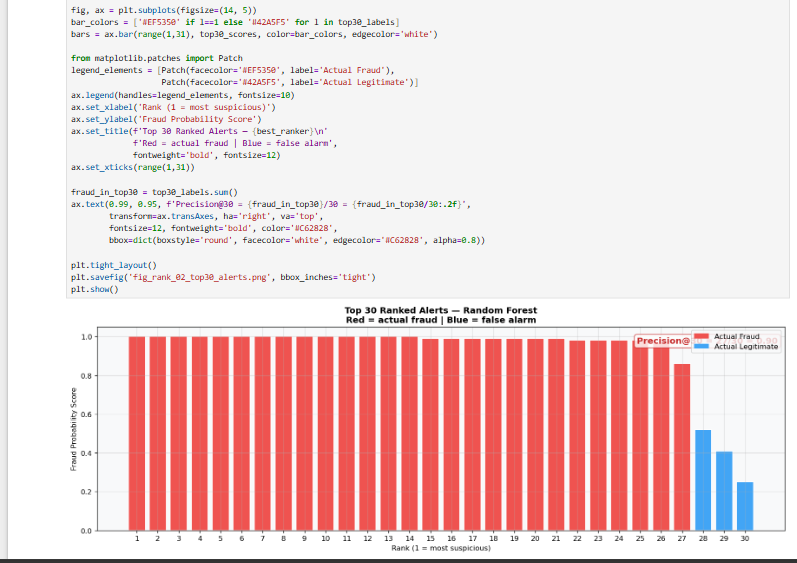 fig, ax = plt.subplots(figsize=(14, 5))
bar_colors = ['#EF5350' if l==1 else '#42A5F5' for l in top30_labels]
bars = ax.bar(range(1,31), top30_scores, color=bar_colors, edgecolor='white')
from matplotlib.patches import Patch
legend_elements = [Patch(facecolor='#EF5350', label='Actual Fraud'),
Patch(facecolor='#42A5F5', label='Actual Legitimate')]
ax.legend(handles=legend_elements, fontsize=10)
ax.set_xlabel('Rank (1 = most suspicious)')
ax.set_ylabel('Fraud Probability Score')
ax.set_title(f'Top 30 Ranked Alerts — {best_ranker}\n'
f'Red = actual fraud | Blue = false alarm',
fontweight='bold', fontsize=12)
ax.set_xticks(range(1,31))
fraud_in_top30 = top30_labels.sum()
ax.text(0.99, 0.95, f'Precision@30 = {fraud_in_top30}/30 = {fraud_in_top30/30:.2f}',
transform=ax.transAxes, ha='right', va='top',
fontsize=12, fontweight='bold', color='#C62828',
bbox=dict(boxstyle='round', facecolor='white', edgecolor='#C62828', alpha=0.8))
plt.tight_layout()
plt.savefig('fig_rank_02_top30_alerts.png', bbox_inches='tight')
plt.show()
Top 30 Ranked Alerts — Random Forest
Red = actual fraud | Blue = false alarm
Precision@
Actual Fraud
Actual Legitimate
1.0
0.8
0.6
0.4
0.2
0.0
Fraud Probability Score
1 2 3 4 5 6 7 8 9 10 11 12 13 14 15 16 17 18 19 20 21 22 23 24 25 26 27 28 29 30
Rank (1 = most suspicious)